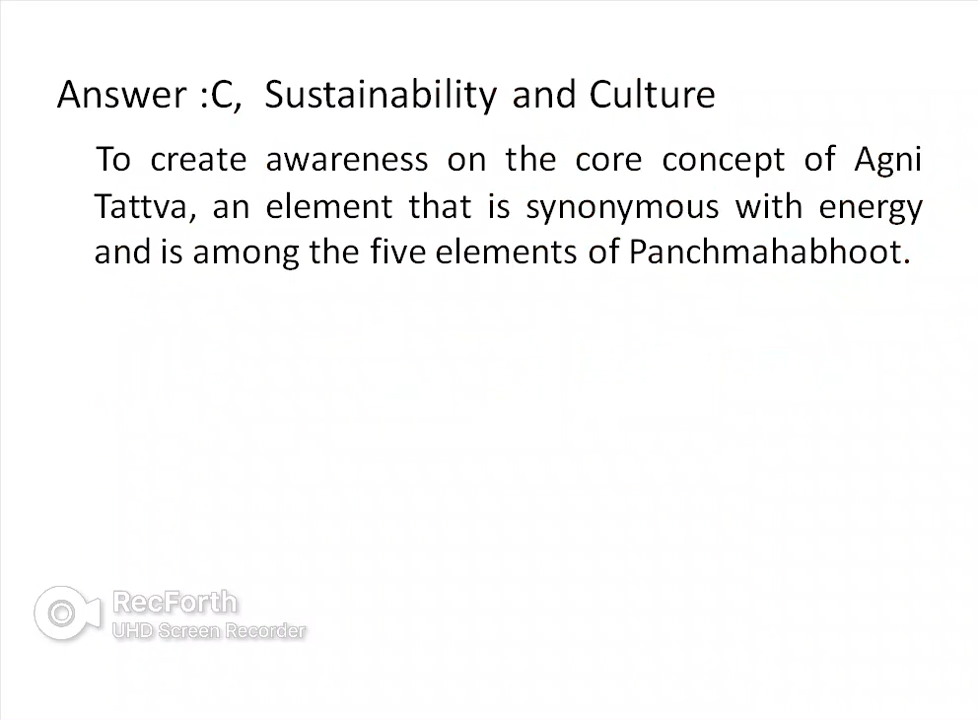 Answer :C, Sustainability and Culture
To create awareness on the core concept of Agni
Tattva, an element that is synonymous with energy
and is among the five elements of Panchmahabhoot.
RecForth
UHD Screen Recorder